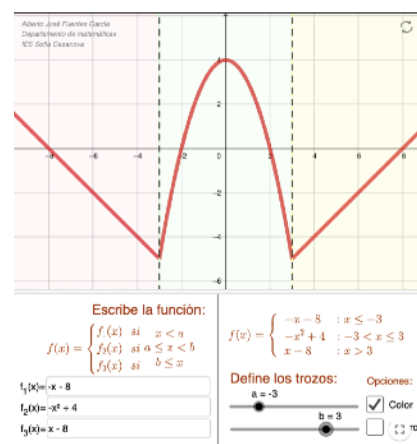 Alberto José Fuentes García
Departamento de matemáticas
IES Sofía Casanova
4
2
-8 -6 -4 -2 0 2 4 6 8
-2
-4
-6
Escribe la función:
f(x) = { f₁(x) si x < a
f₂(x) si a ≤ x < b
f₃(x) si b ≤ x
f₁(x)= -x - 8
f₂(x)= -x² + 4
f₃(x)= x - 8
f(x) = { -x - 8 : x ≤ -3
-x² + 4 : -3 < x ≤ 3
x - 8 : x > 3
Define los trozos:
Opciones:
a = -3
Color
b = 3